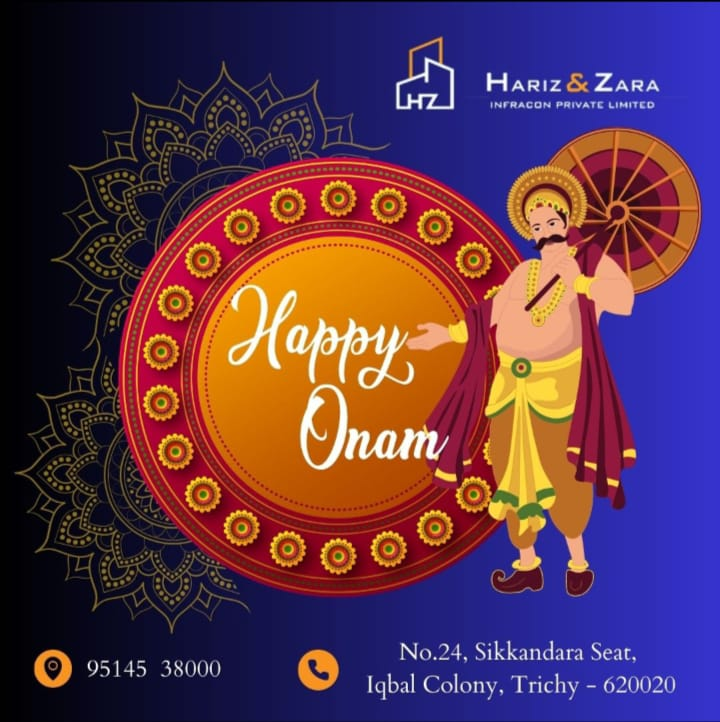 HZ
HARIZ & ZARA
INFRACON PRIVATE LIMITED
Happy
Onam
95145 38000
No.24, Sikkandara Seat,
Iqbal Colony, Trichy - 620020